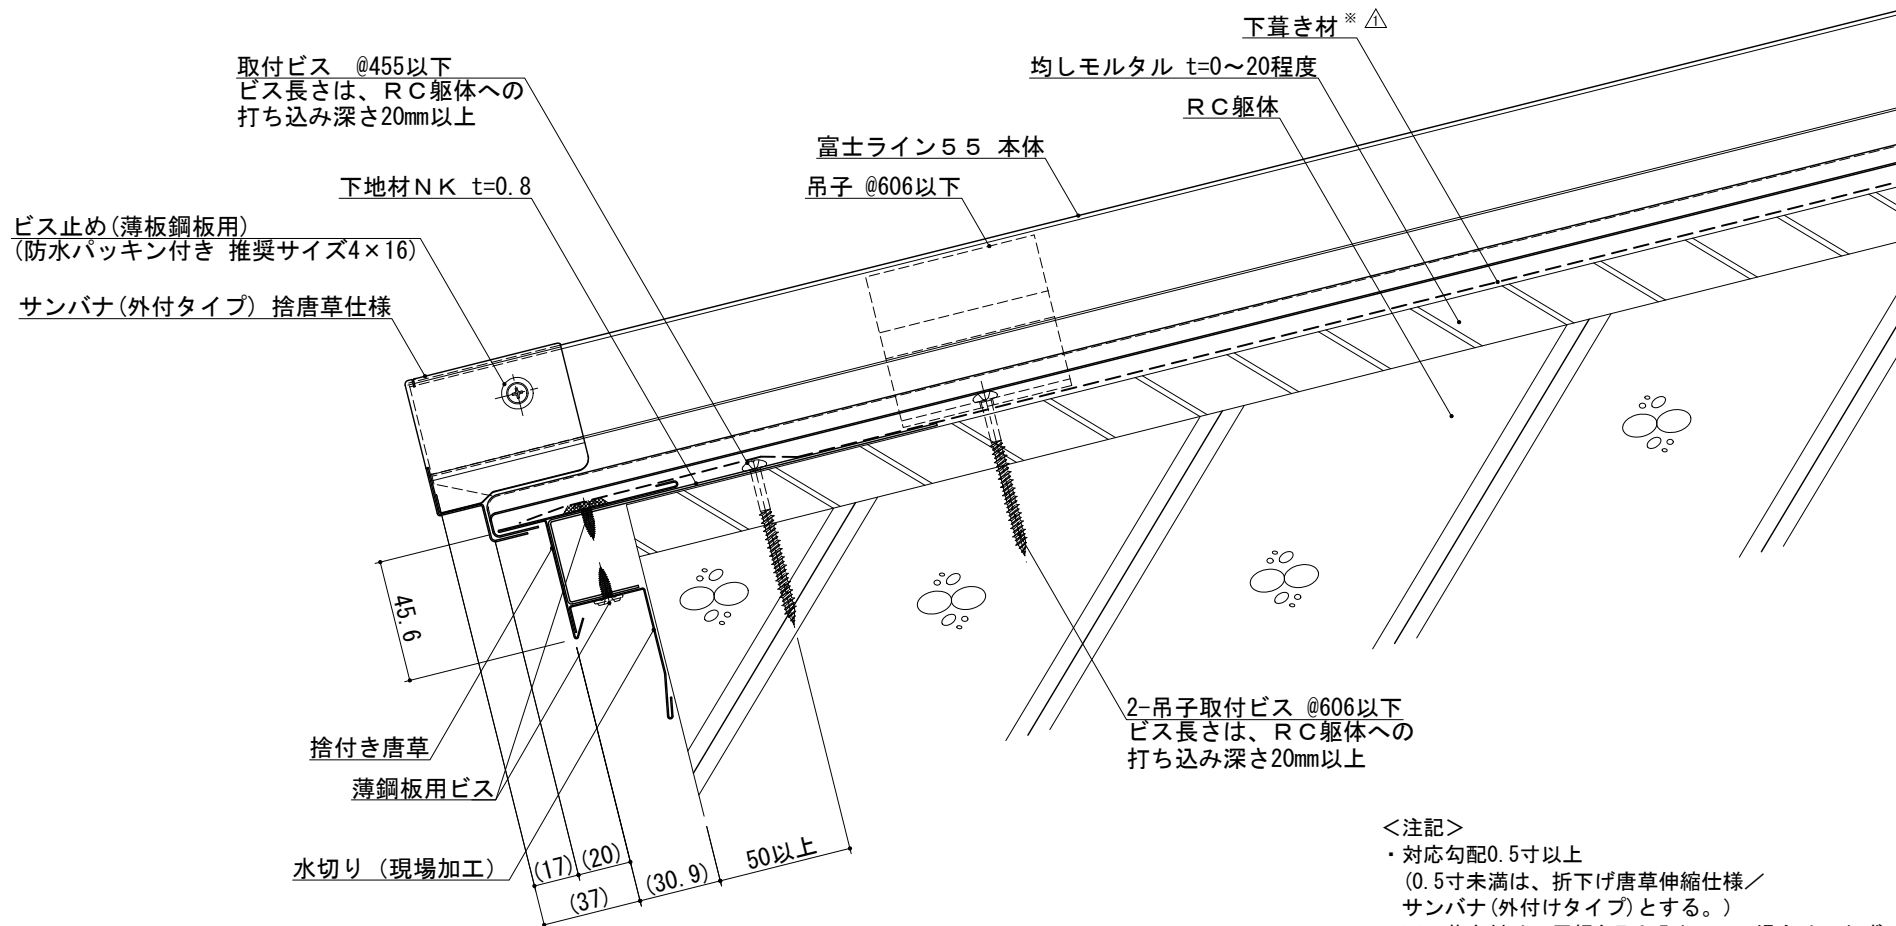 下葺き材※ 1
取付ビス @455以下
ビス長さは、ＲＣ躯体への
打ち込み深さ20mm以上
均しモルタル t=0～20程度
ＲＣ躯体
富士ライン５５ 本体
吊子 @606以下
下地材ＮＫ t=0.8
ビス止め(薄板鋼板用)
(防水パッキン付き 推奨サイズ4×16)
サンバナ(外付タイプ) 捨唐草仕様
45.6
2-吊子取付ビス @606以下
ビス長さは、ＲＣ躯体への
打ち込み深さ20mm以上
捨付き唐草
薄鋼板用ビス
水切り（現場加工）
(17)
(20)
(37)
(30.9)
50以上
＜注記＞
・対応勾配0.5寸以上
(0.5寸未満は、折下げ唐草伸縮仕様／
サンバナ(外付けタイプ)とする。)